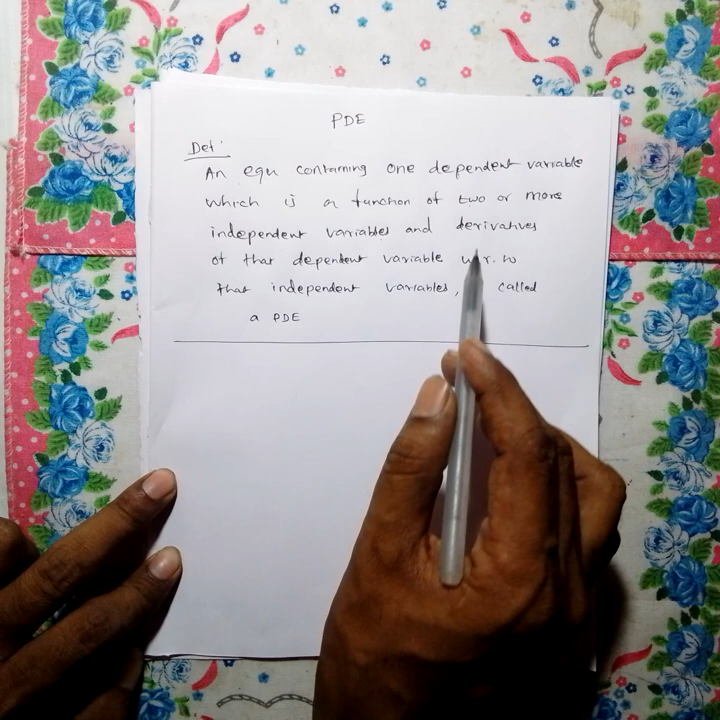 PDE
Def:
An equ containing one dependent variable
which is a function of two or more
independent variables and derivatives
of that dependent variable w.r.to
that independent variables, called
a PDE